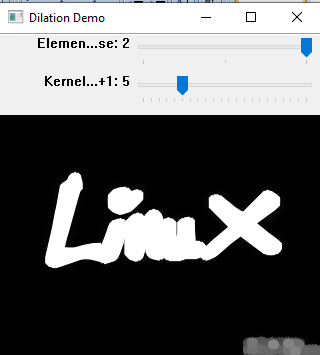 Dilation Demo
Elemen...se: 2
Kernel...+1: 5
LinuX